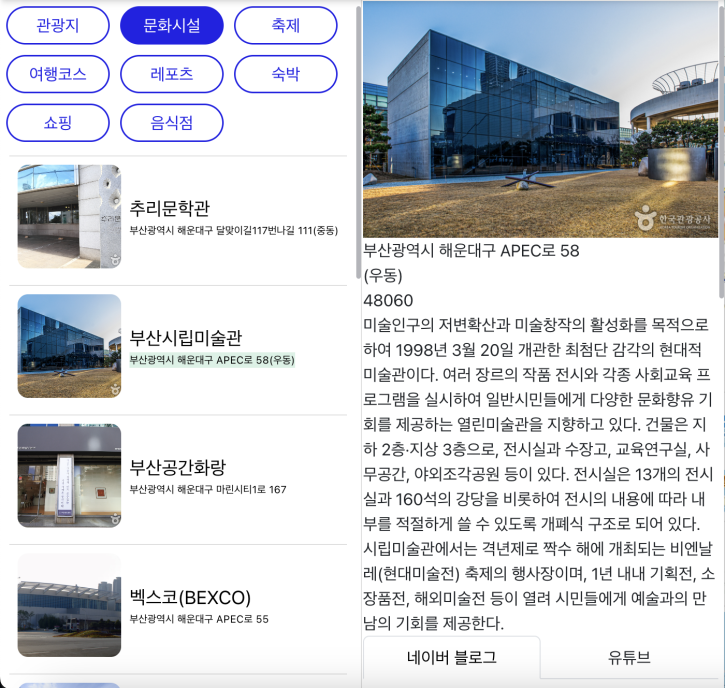 관광지
문화시설
축제
여행코스
레포츠
숙박
쇼핑
음식점
추리문학관
부산광역시 해운대구 달맞이길117번나길 111(중동)
부산시립미술관
부산광역시 해운대구 APEC로 58(우동)
부산공간화랑
부산광역시 해운대구 마린시티1로 167
벡스코(BEXCO)
부산광역시 해운대구 APEC로 55
한국관광공사
부산광역시 해운대구 APEC로 58
(우동)
48060
미술인구의 저변확산과 미술창작의 활성화를 목적으로
하여 1998년 3월 20일 개관한 최첨단 감각의 현대적
미술관이다. 여러 장르의 작품 전시와 각종 사회교육 프
로그램을 실시하여 일반시민들에게 다양한 문화향유 기
회를 제공하는 열린미술관을 지향하고 있다. 건물은 지
하 2층·지상 3층으로, 전시실과 수장고, 교육연구실, 사
무공간, 야외조각공원 등이 있다. 전시실은 13개의 전시
실과 160석의 강당을 비롯하여 전시의 내용에 따라 내
부를 적절하게 쓸 수 있도록 개폐식 구조로 되어 있다.
시립미술관에서는 격년제로 짝수 해에 개최되는 비엔날
레(현대미술전) 축제의 행사장이며, 1년 내내 기획전, 소
장품전, 해외미술전 등이 열려 시민들에게 예술과의 만
남의 기회를 제공한다.
네이버 블로그
유튜브